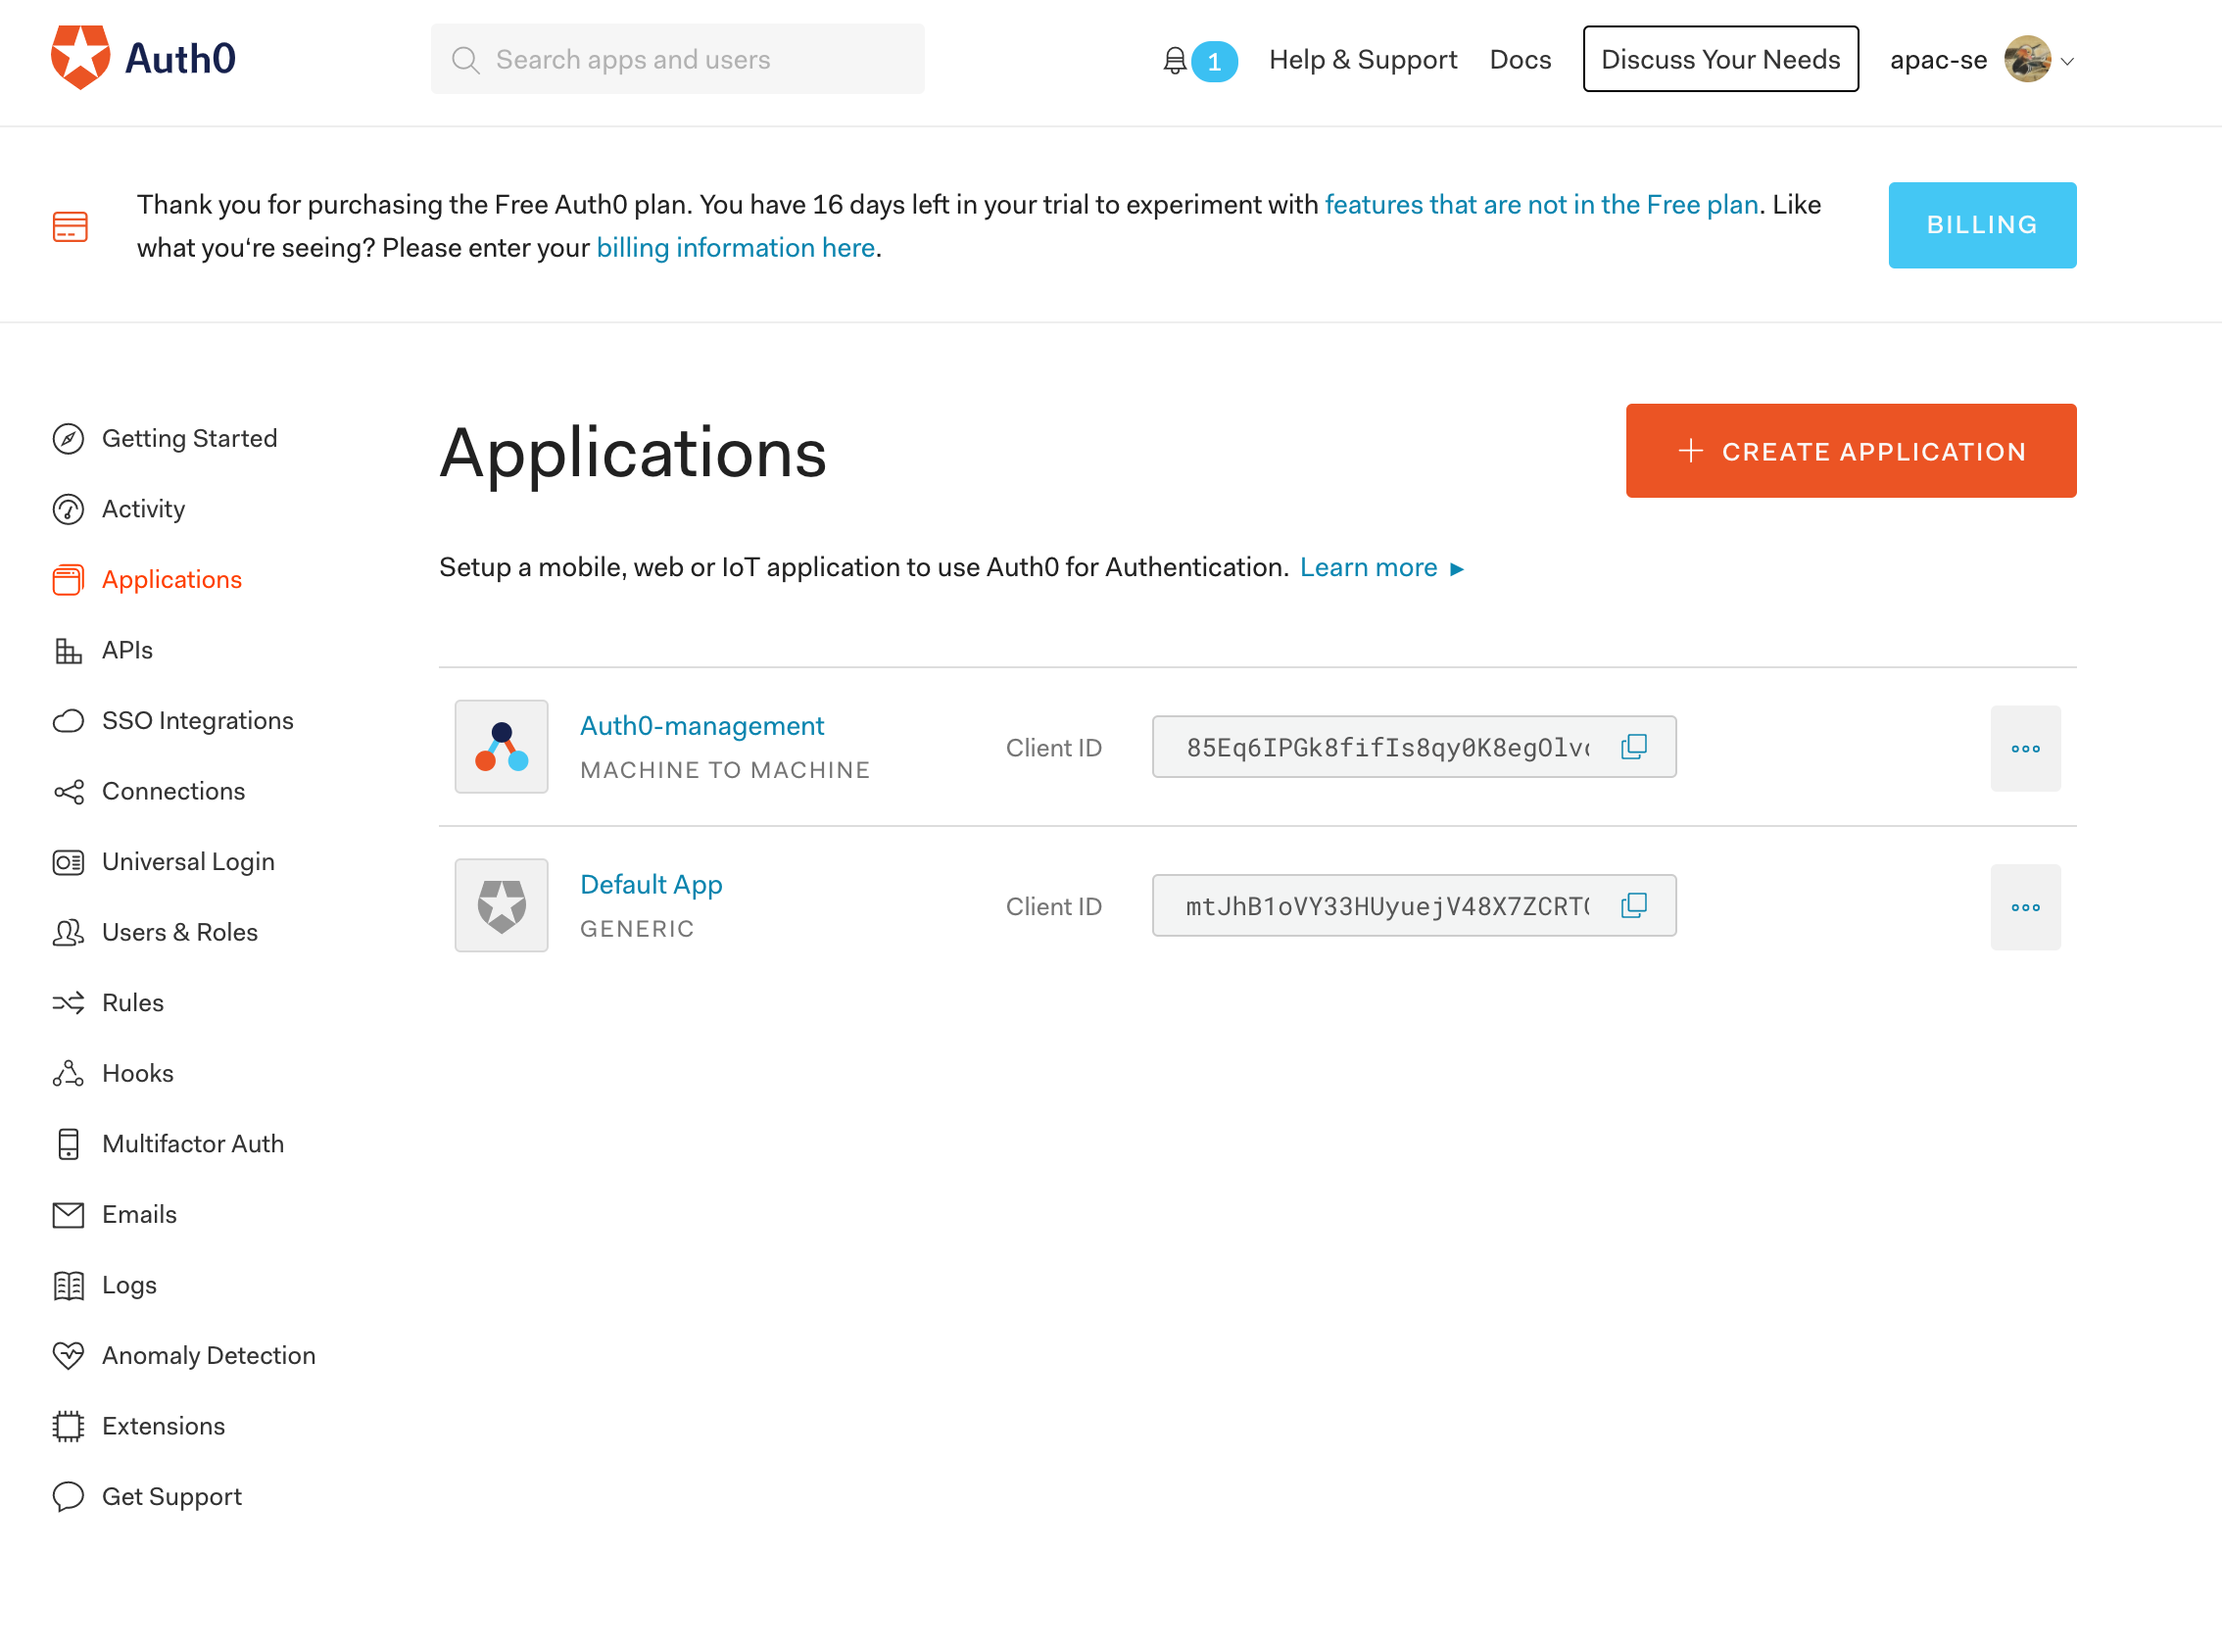 Auth0
Search apps and users
1
Help & Support
Docs
Discuss Your Needs
apac-se
Thank you for purchasing the Free Auth0 plan. You have 16 days left in your trial to experiment with features that are not in the Free plan. Like
what you‘re seeing? Please enter your billing information here.
BILLING
Getting Started
Activity
Applications
APIs
SSO Integrations
Connections
Universal Login
Users & Roles
Rules
Hooks
Multifactor Auth
Emails
Logs
Anomaly Detection
Extensions
Get Support
Applications
CREATE APPLICATION
Setup a mobile, web or IoT application to use Auth0 for Authentication. Learn more ▸
Auth0-management
MACHINE TO MACHINE
Client ID
85Eq6IPGk8fifIs8qy0K8egOlv
Default App
GENERIC
Client ID
mtJhB1oVY33HUyuejV48X7ZCRT